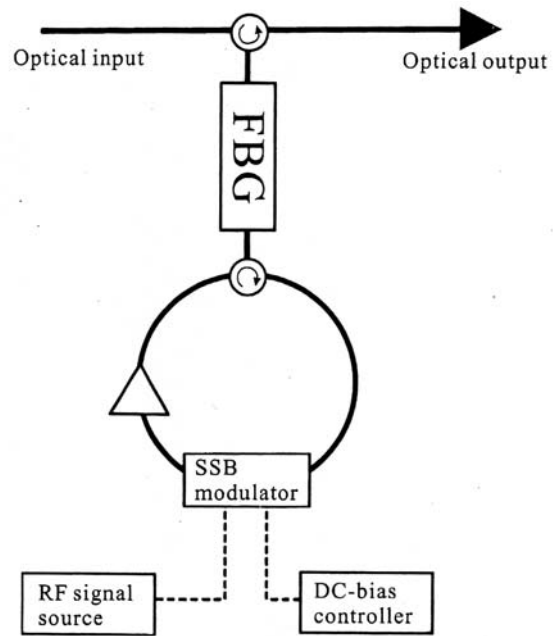 Optical input
Optical output
FBG
SSB
modulator
RF signal
source
DC-bias
controller